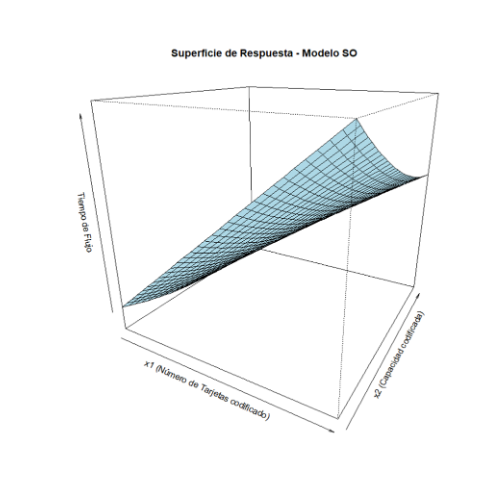 Superficie de Respuesta - Modelo SO
Tiempo de Flujo
x1 (Número de Tarjetas codificado)
x2 (Capacidad codificada)